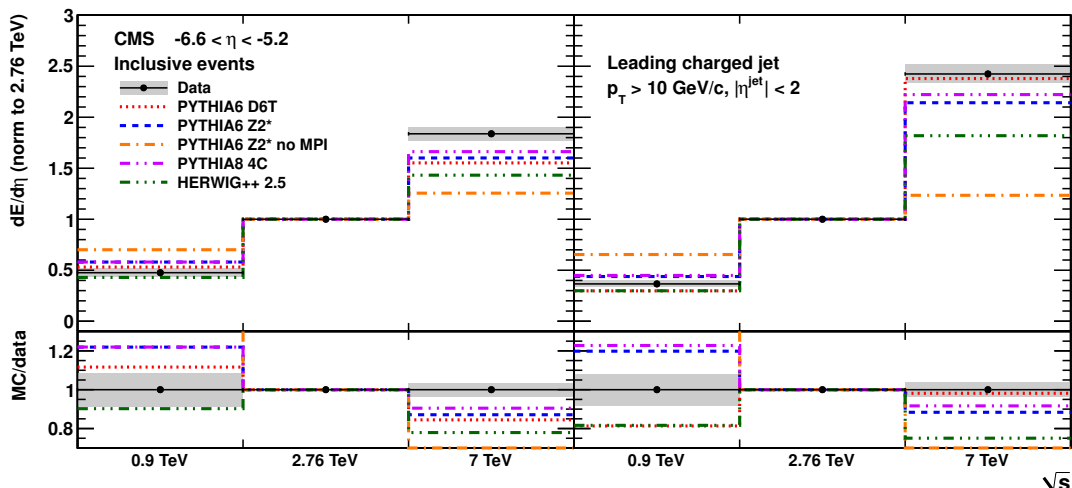 dE/dη (norm to 2.76 TeV)
3
2.5
2
1.5
1
0.5
0
CMS -6.6 < η < -5.2
Inclusive events
Data
PYTHIA6 D6T
PYTHIA6 Z2*
PYTHIA6 Z2* no MPI
PYTHIA8 4C
HERWIG++ 2.5
Leading charged jet
p_T > 10 GeV/c, |η^jet| < 2
MC/data
1.2
1
0.8
0.9 TeV 2.76 TeV 7 TeV
0.9 TeV 2.76 TeV 7 TeV
√s